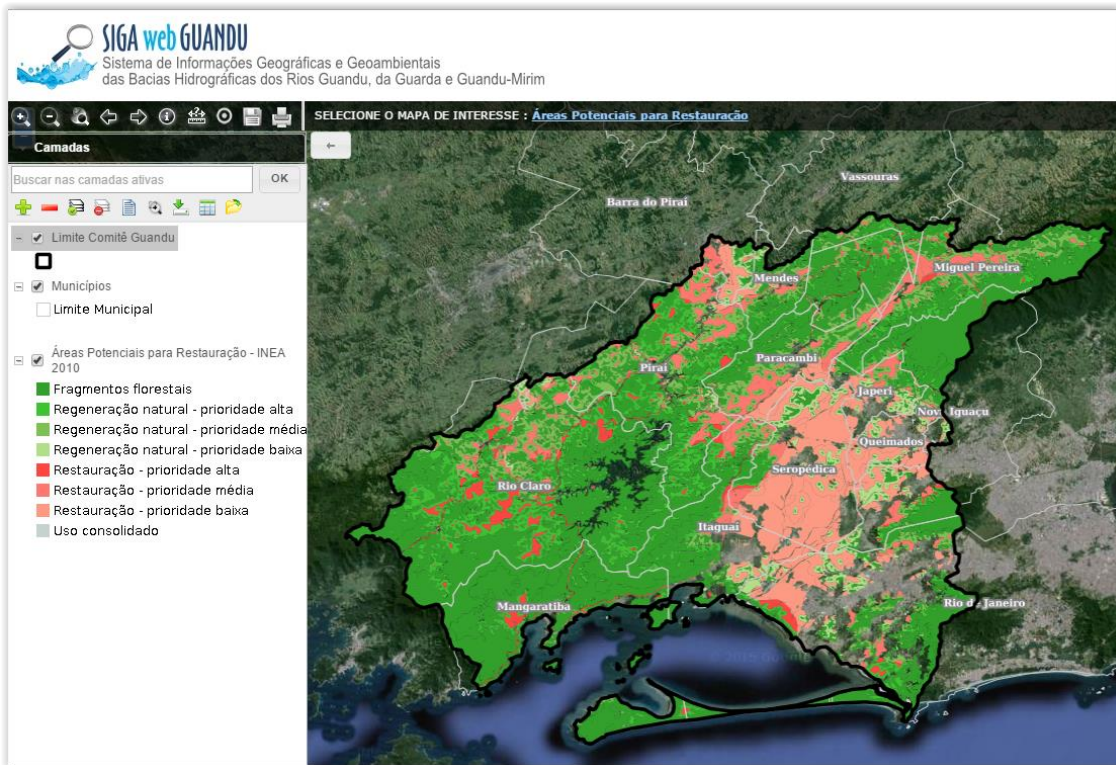 SIGA web GUANDU
Sistema de Informações Geográficas e Geoambientais
das Bacias Hidrográficas dos Rios Guandu, da Guarda e Guandu-Mirim
SELECIONE O MAPA DE INTERESSE : Áreas Potenciais para Restauração
Camadas
Buscar nas camadas ativas
OK
Limite Comitê Guandu
Municípios
Limite Municipal
Áreas Potenciais para Restauração - INEA
2010
Fragmentos florestais
Regeneração natural - prioridade alta
Regeneração natural - prioridade média
Regeneração natural - prioridade baixa
Restauração - prioridade alta
Restauração - prioridade média
Restauração - prioridade baixa
Uso consolidado
Vassouras
Barra do Piraí
Miguel Pereira
Mendes
Paracambi
Piraí
Japeri
Nova Iguaçu
Queimados
Seropédica
Rio Claro
Itaguaí
Mangaratiba
Rio de Janeiro